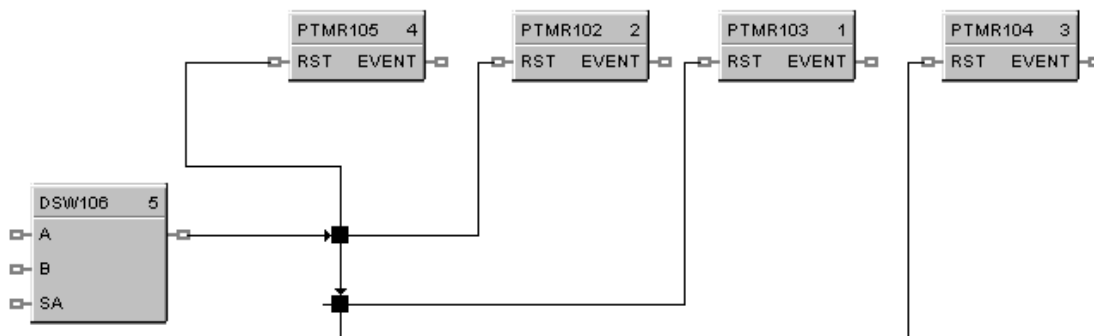 PTMR105 4
RST EVENT
PTMR102 2
RST EVENT
PTMR103 1
RST EVENT
PTMR104 3
RST EVENT
DSW106 5
A
B
SA